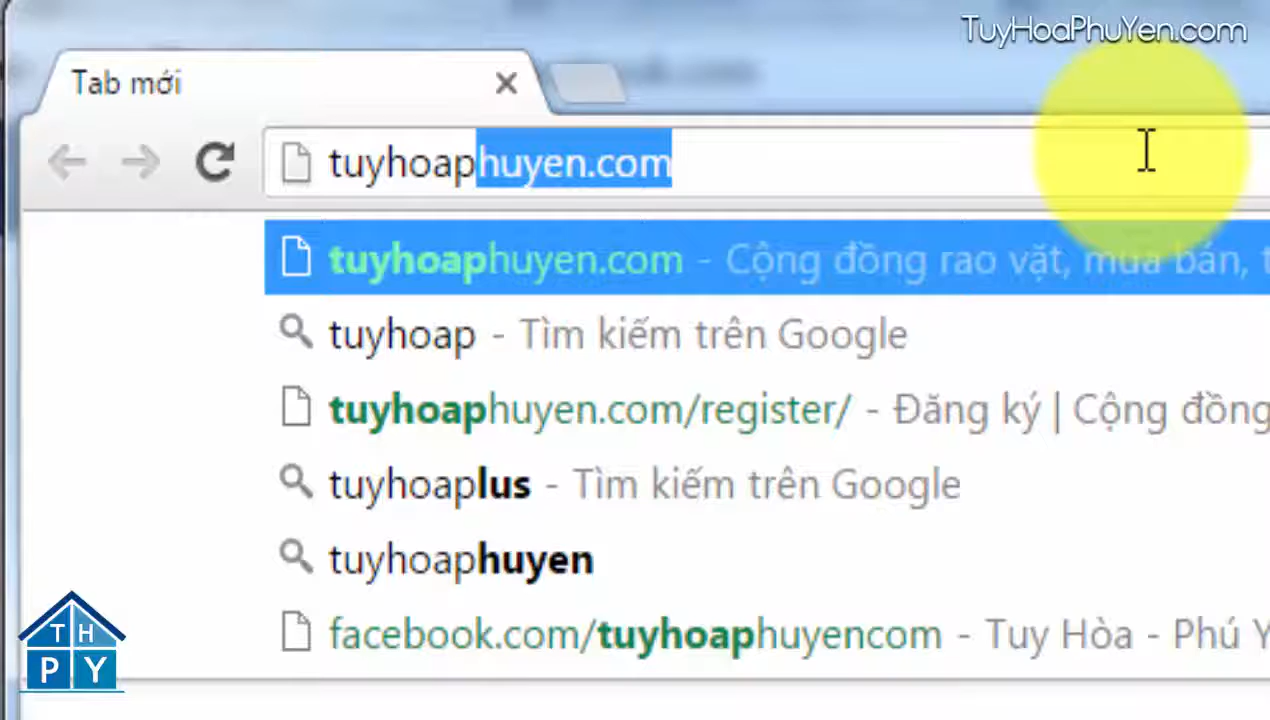 TuyHoaPhuYen.com
Tab mới
tuyhoaphuyen.com
tuyhoaphuyen.com - Cộng đồng rao vặt, mua bán, t
tuyhoap - Tìm kiếm trên Google
tuyhoaphuyen.com/register/ - Đăng ký | Cộng đồng
tuyhoaplus - Tìm kiếm trên Google
tuyhoaphuyen
facebook.com/tuyhoaphuyencom - Tuy Hòa - Phú Y
T H
P Y